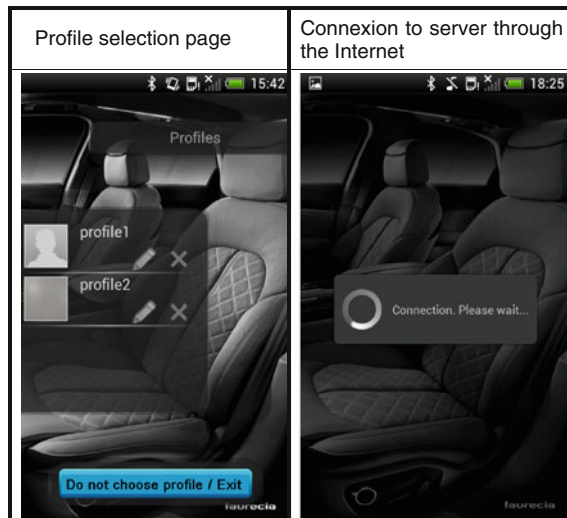 Profile selection page
Connexion to server through
the Internet
15:42
Profiles
profile1
profile2
Do not choose profile / Exit
faurecia
18:25
Connection. Please wait...
faurecia